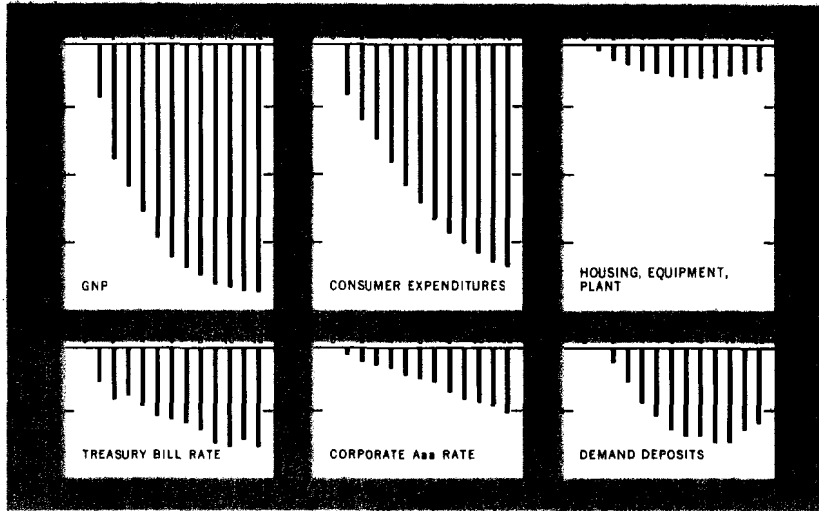 GNP
CONSUMER EXPENDITURES
HOUSING, EQUIPMENT,
PLANT
TREASURY BILL RATE
CORPORATE Aaa RATE
DEMAND DEPOSITS